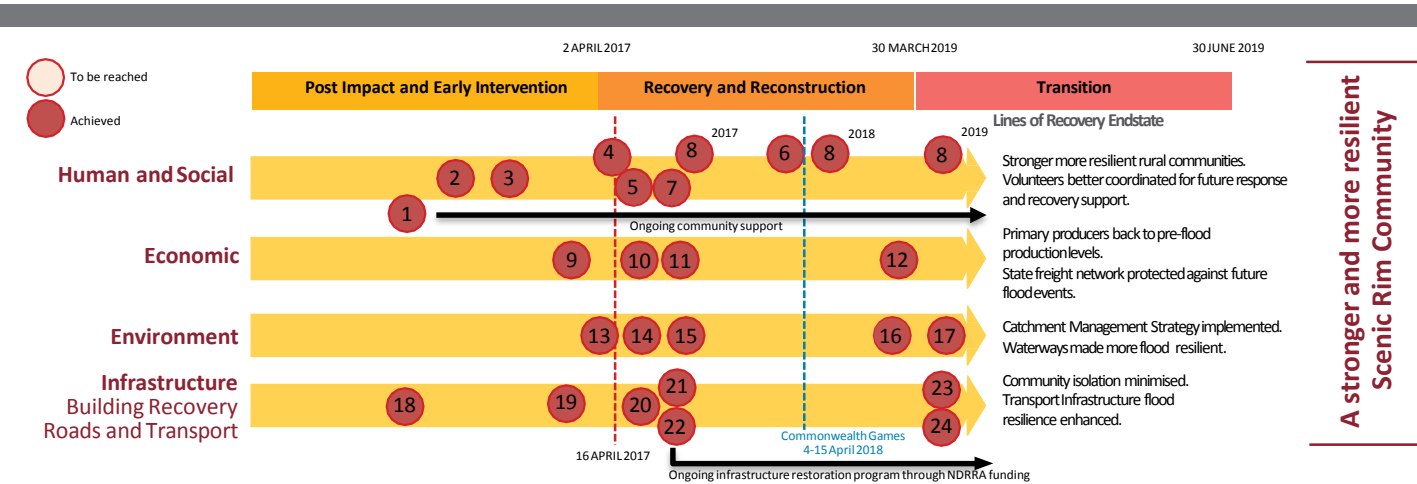 2 APRIL 2017
30 MARCH 2019
30 JUNE 2019
To be reached
Achieved
Post Impact and Early Intervention
Recovery and Reconstruction
Transition
Lines of Recovery Endstate
Human and Social
1
2
3
4
5
7
8
2017
6
8
2018
8
2019
Stronger more resilient rural communities.
Volunteers better coordinated for future response
and recovery support.
Ongoing community support
Economic
9
10
11
12
Primary producers back to pre-flood
production levels.
State freight network protected against future
flood events.
Environment
13
14
15
16
17
Catchment Management Strategy implemented.
Waterways made more flood resilient.
Infrastructure
Building Recovery
Roads and Transport
18
19
20
21
22
23
24
Community isolation minimised.
Transport Infrastructure flood
resilience enhanced.
16 APRIL 2017
Commonwealth Games
4-15 April 2018
Ongoing infrastructure restoration program through NDRRA funding
A stronger and more resilient
Scenic Rim Community